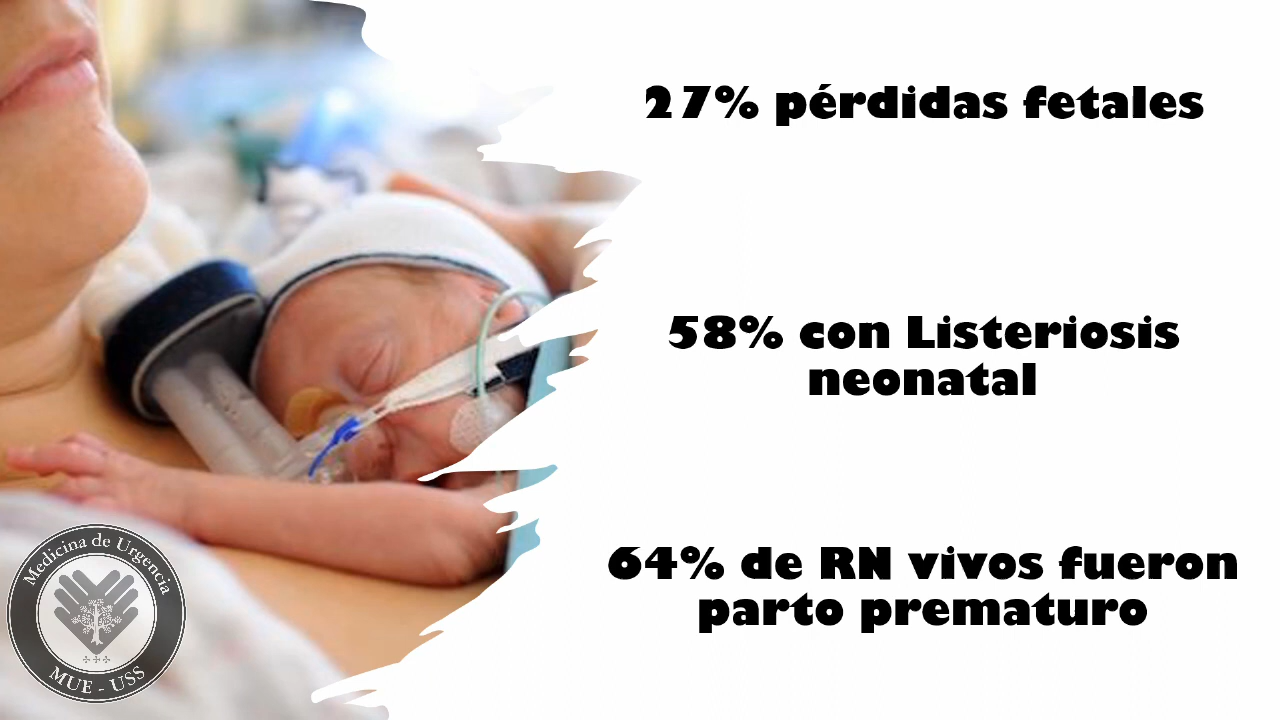 27% pérdidas fetales
58% con Listeriosis
neonatal
64% de RN vivos fueron
parto prematuro
Medicina de Urgencia
MUE - USS